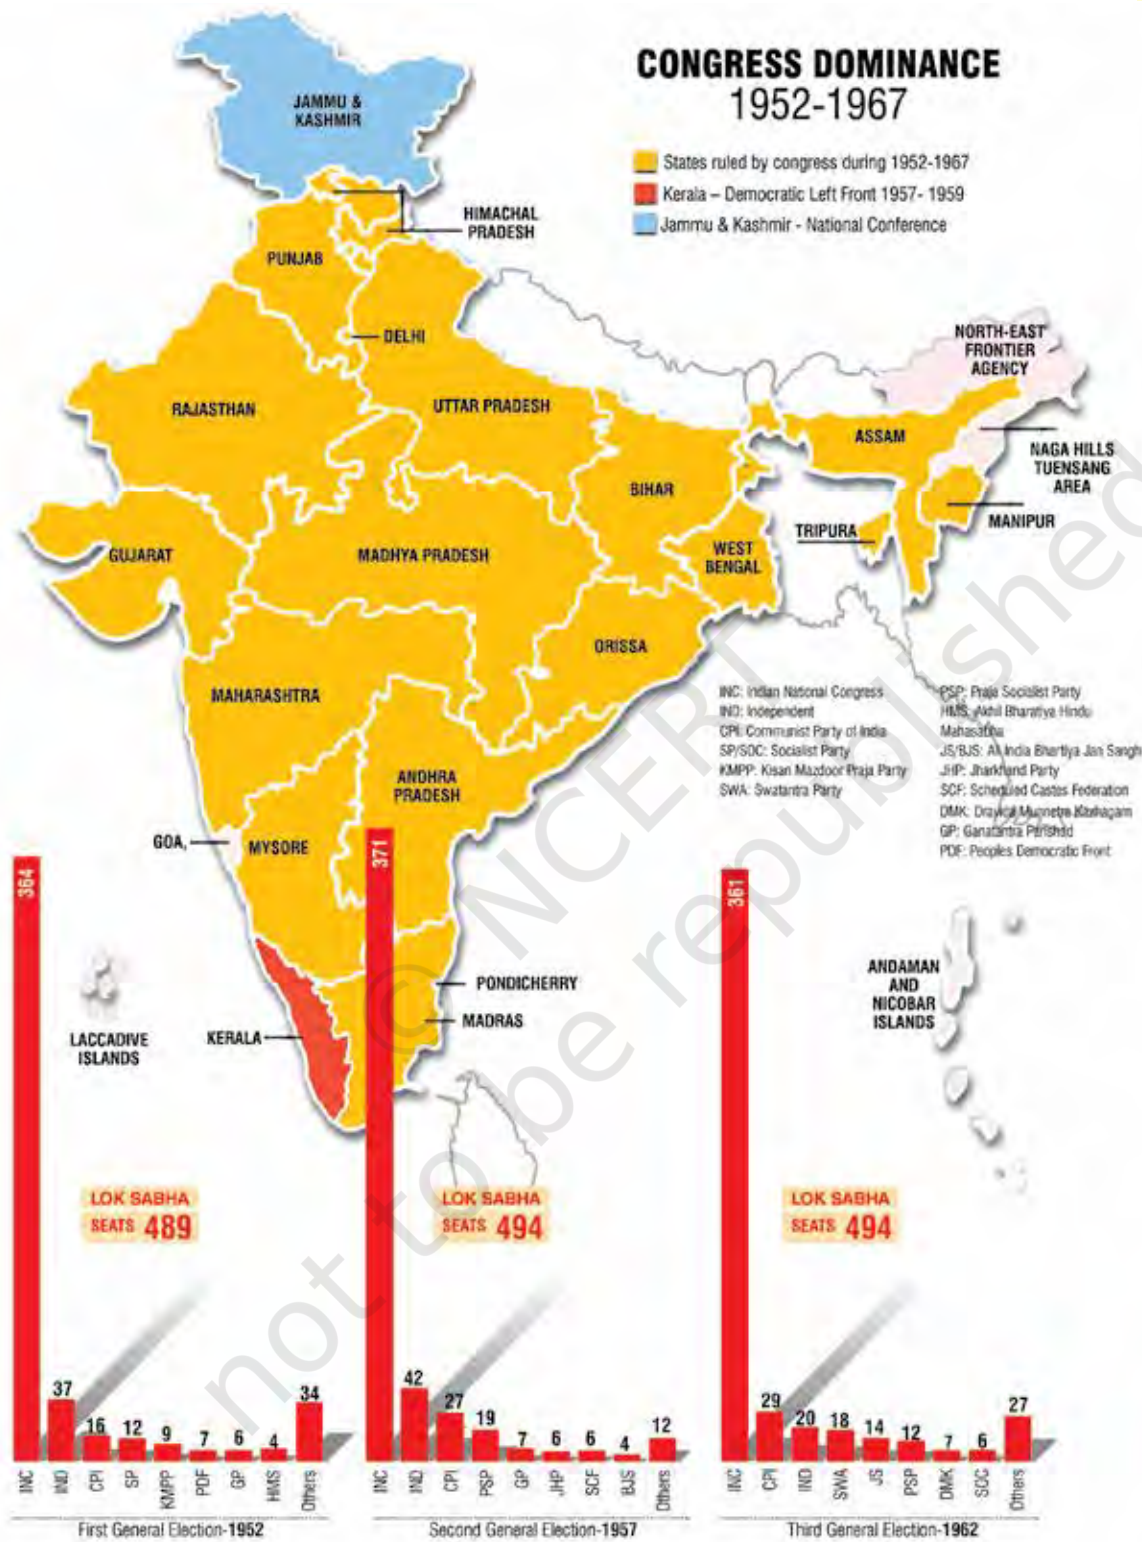 CONGRESS DOMINANCE
1952-1967
States ruled by congress during 1952-1967
Kerala – Democratic Left Front 1957- 1959
Jammu & Kashmir - National Conference
JAMMU &
KASHMIR
HIMACHAL
PRADESH
PUNJAB
DELHI
RAJASTHAN
UTTAR PRADESH
NORTH-EAST
FRONTIER
AGENCY
ASSAM
NAGA HILLS
TUENSANG
AREA
BIHAR
MANIPUR
TRIPURA
GUJARAT
MADHYA PRADESH
WEST
BENGAL
ORISSA
MAHARASHTRA
ANDHRA
PRADESH
GOA,
MYSORE
PONDICHERRY
MADRAS
KERALA
LACCADIVE
ISLANDS
ANDAMAN
AND
NICOBAR
ISLANDS
INC: Indian National Congress
IND: Independent
CPI: Communist Party of India
SP/SOC: Socialist Party
KMPP: Kisan Mazdoor Praja Party
SWA: Swatantra Party
PSP: Praja Socialist Party
HMS: Akhil Bharatiya Hindu
Mahasabha
JS/BJS: All India Bhartiya Jan Sangh
JHP: Jharkhand Party
SCF: Scheduled Castes Federation
DMK: Dravida Munnetra Kazhagam
GP: Ganatantra Parishad
PDF: Peoples Democratic Front
© NCERT
not to be republished
LOK SABHA
SEATS 489
364
37
16
12
9
7
6
4
34
INC
IND
CPI
SP
KMPP
PDF
GP
HMS
Others
First General Election-1952
LOK SABHA
SEATS 494
371
42
27
19
7
6
6
4
12
INC
IND
CPI
PSP
GP
JHP
SCF
BJS
Others
Second General Election-1957
LOK SABHA
SEATS 494
361
29
20
18
14
12
7
6
27
INC
CPI
IND
SWA
JS
PSP
DMK
SOC
Others
Third General Election-1962